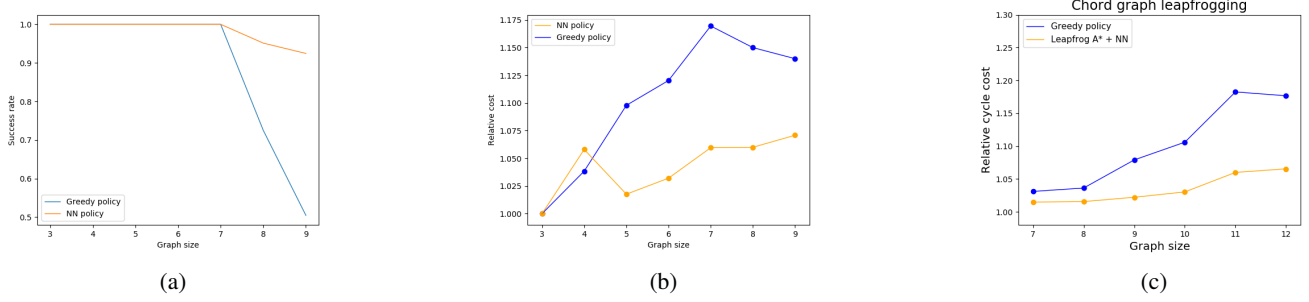 1.0
0.9
0.8
0.7
0.6
0.5
Success rate
Greedy policy
NN policy
3 4 5 6 7 8 9
Graph size
(a)
1.175
1.150
1.125
1.100
1.075
1.050
1.025
1.000
Relative cost
NN policy
Greedy policy
3 4 5 6 7 8 9
Graph size
(b)
Chord graph leapfrogging
1.30
1.25
1.20
1.15
1.10
1.05
1.00
Relative cycle cost
Greedy policy
Leapfrog A* + NN
7 8 9 10 11 12
Graph size
(c)